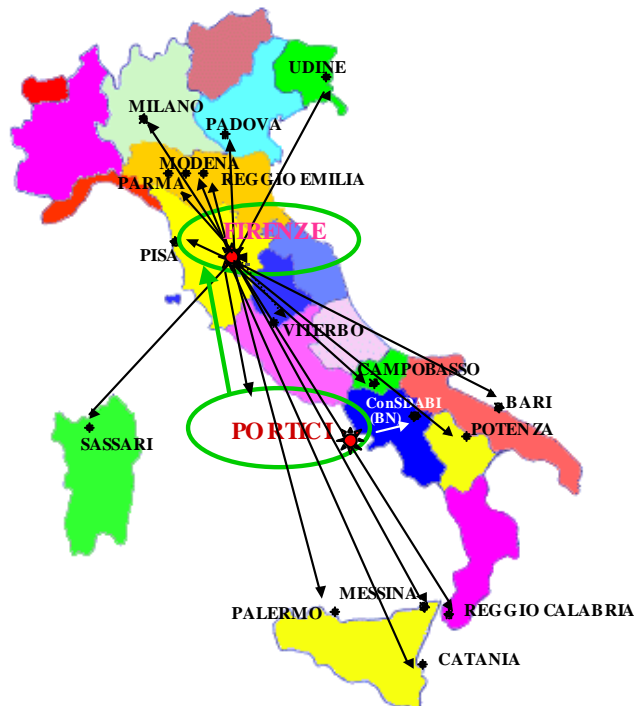 UDINE
MILANO
PADOVA
MODENA
PARMA
REGGIO EMILIA
FIRENZE
PISA
VITERBO
CAMPOBASSO
ConSDABI
(BN)
BARI
PORTICI
POTENZA
SASSARI
MESSINA
PALERMO
REGGIO CALABRIA
CATANIA